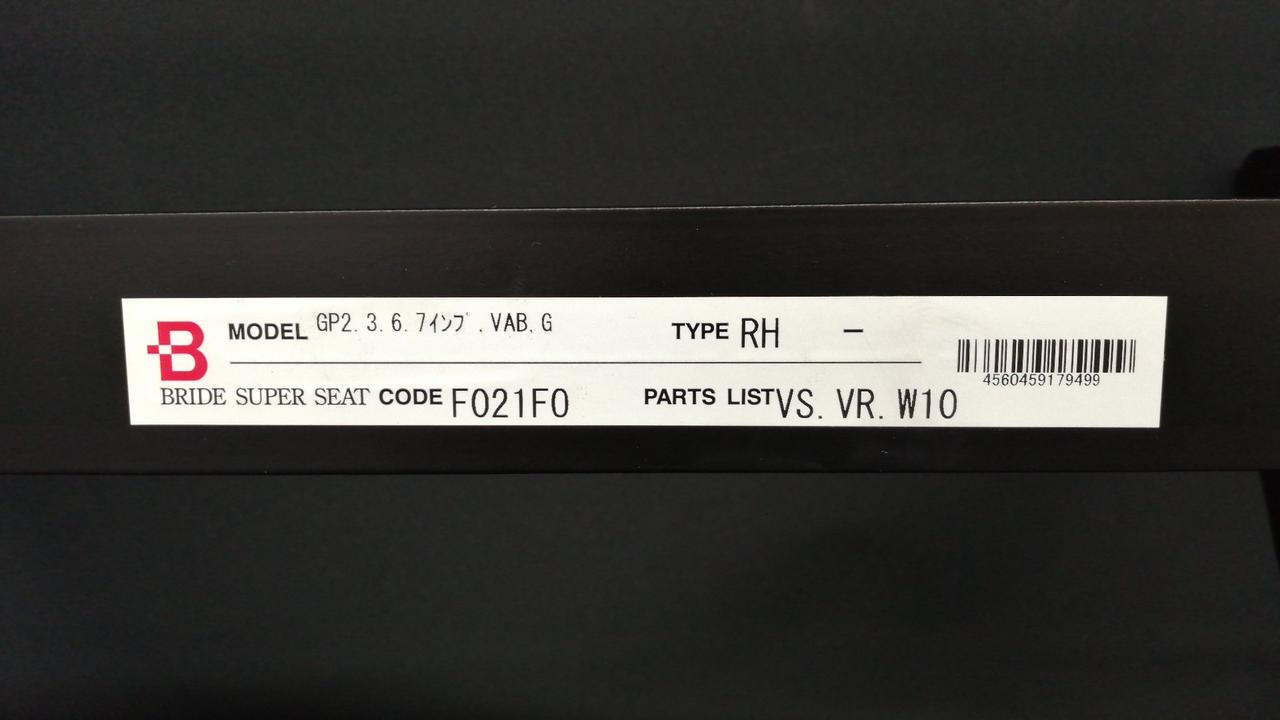 B MODEL GP2.3.6.7インプ.VAB,G TYPE RH -
4560459179499
BRIDE SUPER SEAT CODE F021F0 PARTS LIST VS.VR.W10